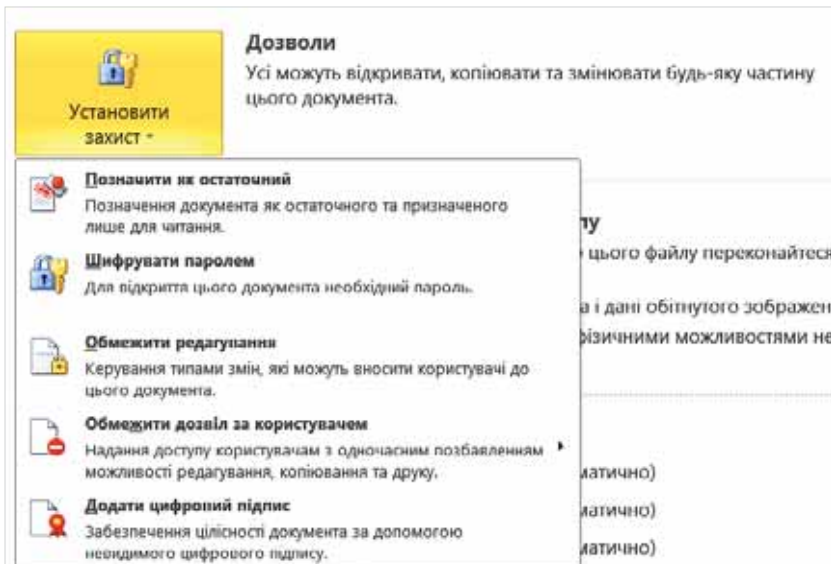 Установити
захист
Дозволи
Усі можуть відкривати, копіювати та змінювати будь-яку частину
цього документа.
Позначити як остаточний
Позначення документа як остаточного та призначеного
лише для читання.
Шифрувати паролем
Для відкриття цього документа необхідний пароль.
Обмежити редагування
Керування типами змін, які можуть вносити користувачі до
цього документа.
Обмежити дозвіл за користувачем
Надання доступу користувачам з одночасним позбавленням
можливості редагування, копіювання та друку.
Додати цифровий підпис
Забезпечення цілісності документа за допомогою
невидимого цифрового підпису.
лу
цього файлу переконайтеся
а і дані обітнутого зображен
фізичними можливостями не
матично)
матично)
матично)